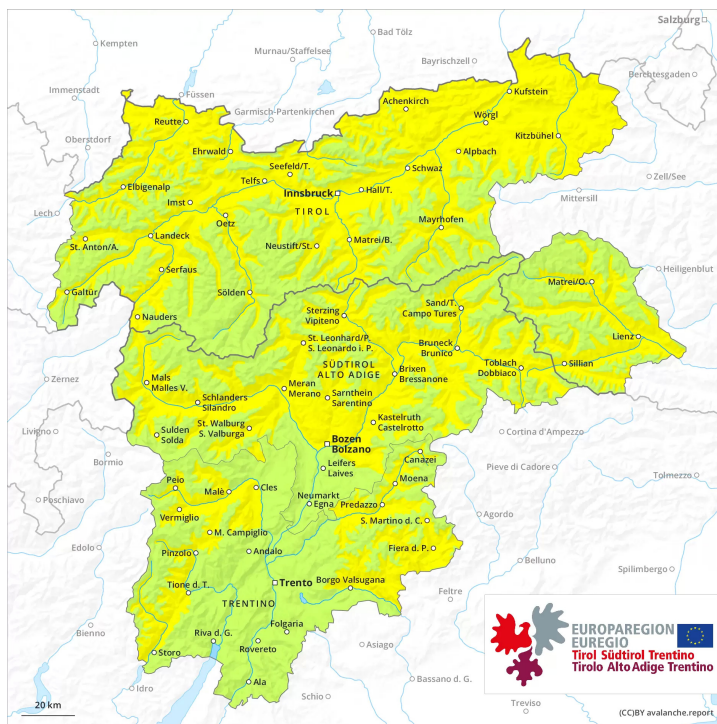 Salzburg
Kempten
Bad Tölz
Murnau/Staffelsee
Bayrischzell
Berchtesgaden
Immenstadt
Füssen
Garmisch-Partenkirchen
Achenkirch
Kufstein
Reutte
Wörgl
Oberstdorf
Kitzbühel
Ehrwald
Alpbach
Seefeld/T.
Schwaz
Telfs
Zell/See
Elbigenalp
Innsbruck
Hall/T.
Mittersill
Imst
TIROL
Lech
Oetz
Mayrhofen
Landeck
St. Anton/A.
Neustift/St.
Matrei/B.
Serfaus
Heiligenblut
Matrei/O.
Galtür
Sölden
Sand/T.
Campo Tures
Nauders
Sterzing
Vipiteno
Lienz
St. Leonhard/P.
S. Leonardo i. P.
Bruneck
Brunico
Sillian
SÜDTIROL
ALTO ADIGE
Toblach
Dobbiaco
Brixen
Bressanone
Mals
Malles V.
Meran
Merano
Zernez
Sarnthein
Sarentino
Schlanders
Silandro
Kastelruth
Castelrotto
St. Walburg
S. Valburga
Livigno
Sulden
Solda
Bozen
Bolzano
Cortina d'Ampezzo
Canazei
Bormio
Leifers
Laives
Pieve di Cadore
Tolmezzo
Moena
Peio
Malè
Cles
Poschiavo
Neumarkt
Egna
Predazzo
Agordo
Vermiglio
S. Martino d. C.
M. Campiglio
Edolo
Pinzolo
Andalo
Fiera d. P.
Belluno
Spilimbergo
Trento
Borgo Valsugana
Tione d. T.
Feltre
TRENTINO
Folgaria
Bienno
Riva d. G.
Rovereto
Asiago
Storo
Bassano d. G.
Idro
Ala
Schio
Treviso
EUROPAREGION
EUREGIO
Tirol Südtirol Trentino
Tirolo Alto Adige Trentino
20 km
(CC)BY avalanche.report